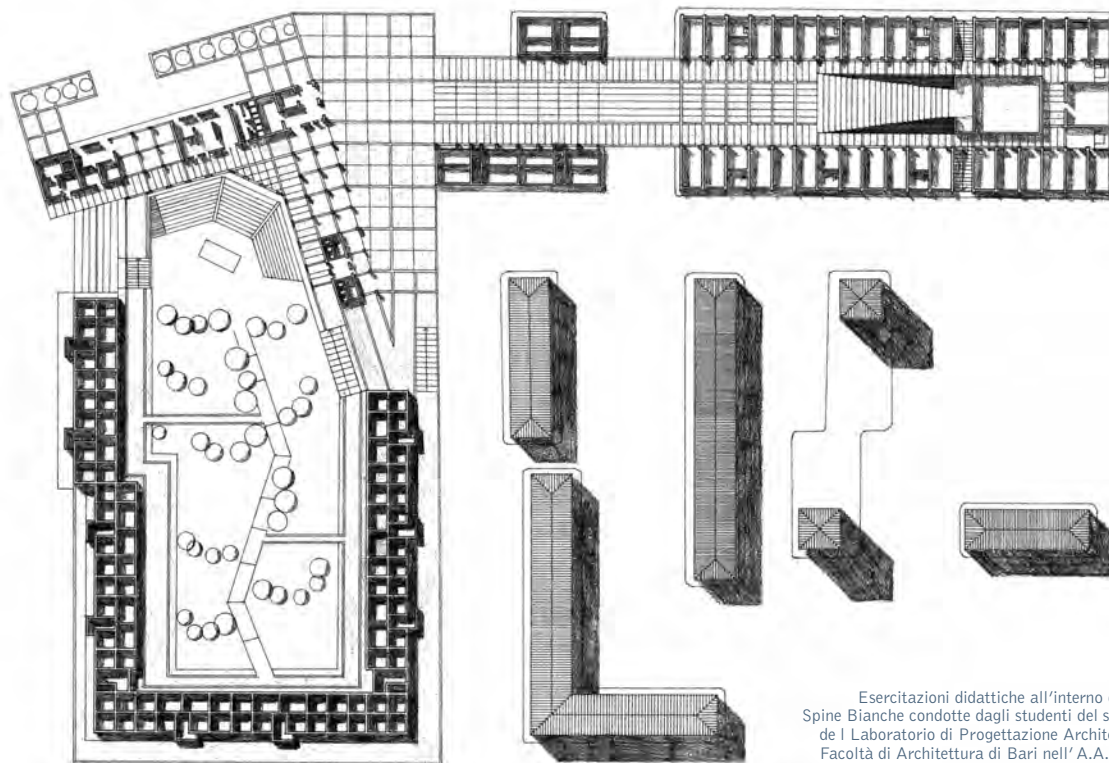 Esercitazioni didattiche all'interno
Spine Bianche condotte dagli studenti del
de l Laboratorio di Progettazione
Facoltà di Architettura di Bari nell' A.A.